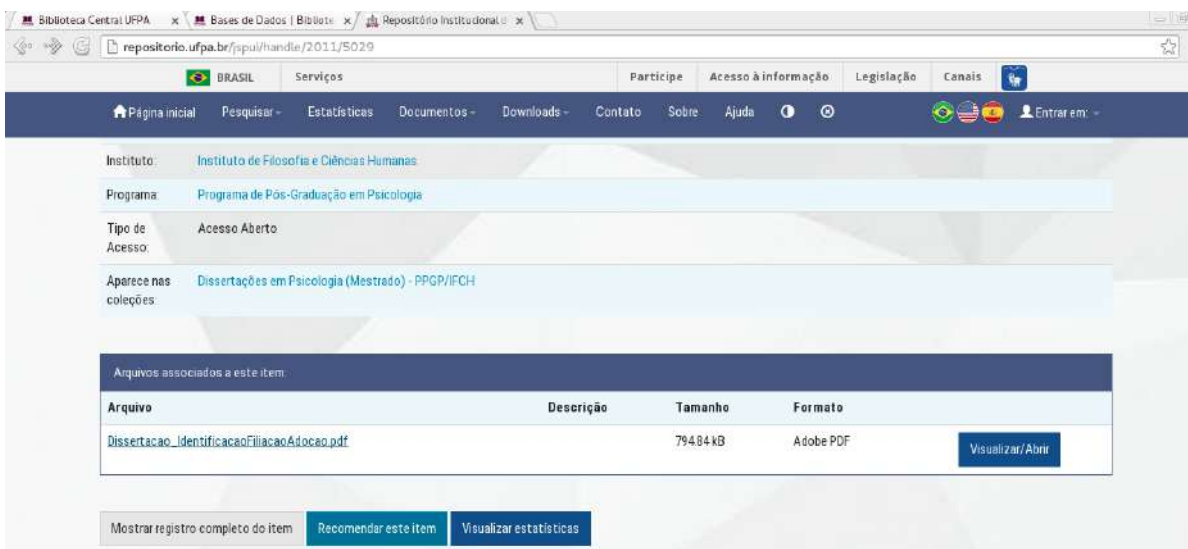 Biblioteca Central UFPA x Bases de Dados | Bibliote x Repositório Institucional x
repositorio.ufpa.br/jspui/handle/2011/5029
BRASIL Serviços Participe Acesso à informação Legislação Canais
Página inicial Pesquisar Estatísticas Documentos Downloads Contato Sobre Ajuda Entrar em:
Instituto: Instituto de Filosofia e Ciências Humanas
Programa: Programa de Pós-Graduação em Psicologia
Tipo de Acesso Aberto
Acesso:
Aparece nas Dissertações em Psicologia (Mestrado) - PPGP/IFCH
coleções:
Arquivos associados a este item:
Arquivo Descrição Tamanho Formato
Dissertacao_IdentificacaoFiliacaoAdocao.pdf 794.84 kB Adobe PDF Visualizar/Abrir
Mostrar registro completo do item Recomendar este item Visualizar estatísticas